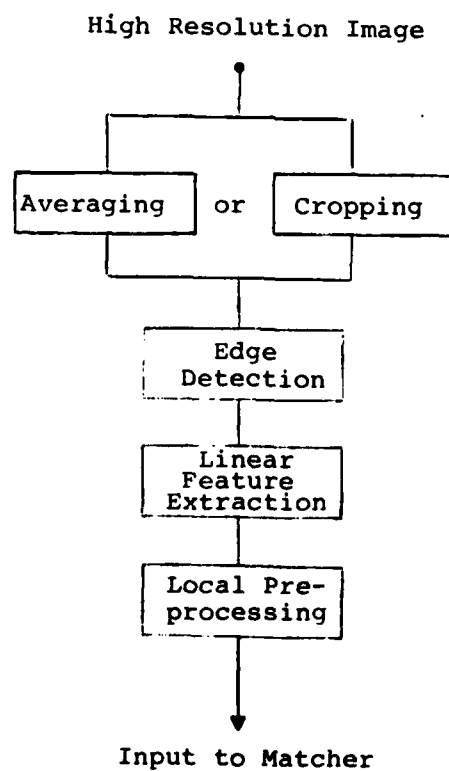 High Resolution Image
Averaging or Cropping
Edge
Detection
Linear
Feature
Extraction
Local Pre-
processing
Input to Matcher